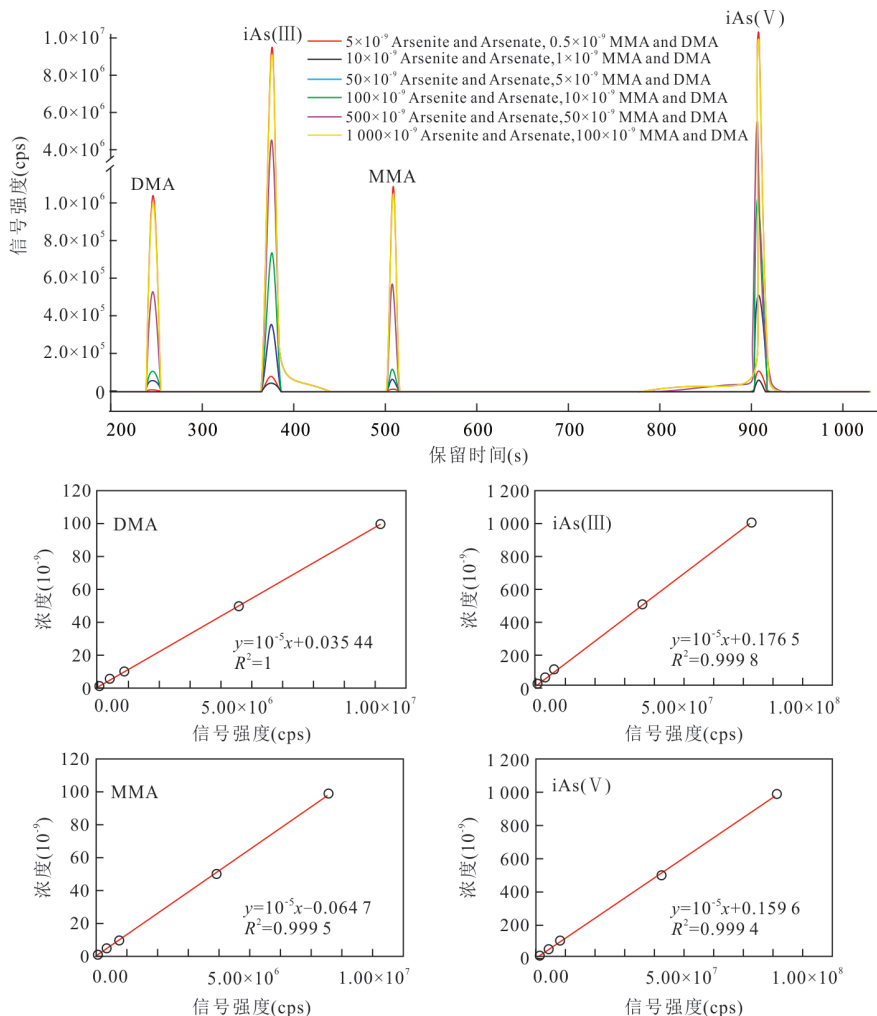 iAs(Ⅲ)
iAs(Ⅴ)
DMA
MMA
5×10⁻⁹ Arsenite and Arsenate, 0.5×10⁻⁹ MMA and DMA
10×10⁻⁹ Arsenite and Arsenate,1×10⁻⁹ MMA and DMA
50×10⁻⁹ Arsenite and Arsenate,5×10⁻⁹ MMA and DMA
100×10⁻⁹ Arsenite and Arsenate,10×10⁻⁹ MMA and DMA
500×10⁻⁹ Arsenite and Arsenate,50×10⁻⁹ MMA and DMA
1 000×10⁻⁹ Arsenite and Arsenate,100×10⁻⁹ MMA and DMA
信号强度(cps)
1.0×10⁷
8.0×10⁶
6.0×10⁶
4.0×10⁶
1.0×10⁶
8.0×10⁵
6.0×10⁵
4.0×10⁵
2.0×10⁵
0
200 300 400 500 600 700 800 900 1 000
保留时间(s)
DMA
浓度(10⁻⁹)
120
100
80
60
40
20
0
y=10⁻⁵x+0.035 44
R²=1
0.00 5.00×10⁶ 1.00×10⁷
信号强度(cps)
iAs(Ⅲ)
浓度(10⁻⁹)
1 200
1 000
800
600
400
200
0
y=10⁻⁵x+0.176 5
R²=0.999 8
0.00 5.00×10⁷ 1.00×10⁸
信号强度(cps)
MMA
浓度(10⁻⁹)
120
100
80
60
40
20
0
y=10⁻⁵x−0.064 7
R²=0.999 5
0.00 5.00×10⁶ 1.00×10⁷
信号强度(cps)
iAs(Ⅴ)
浓度(10⁻⁹)
1 200
1 000
800
600
400
200
0
y=10⁻⁵x+0.159 6
R²=0.999 4
0.00 5.00×10⁷ 1.00×10⁸
信号强度(cps)